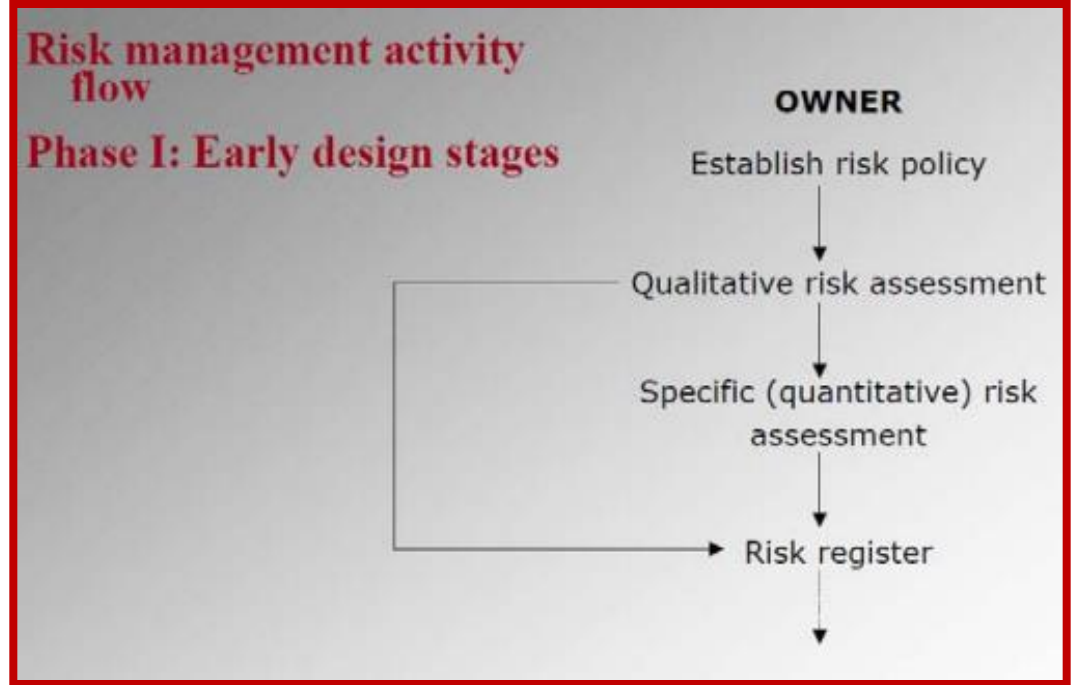 Risk management activity
flow
Phase I: Early design stages
OWNER
Establish risk policy
Qualitative risk assessment
Specific (quantitative) risk
assessment
Risk register